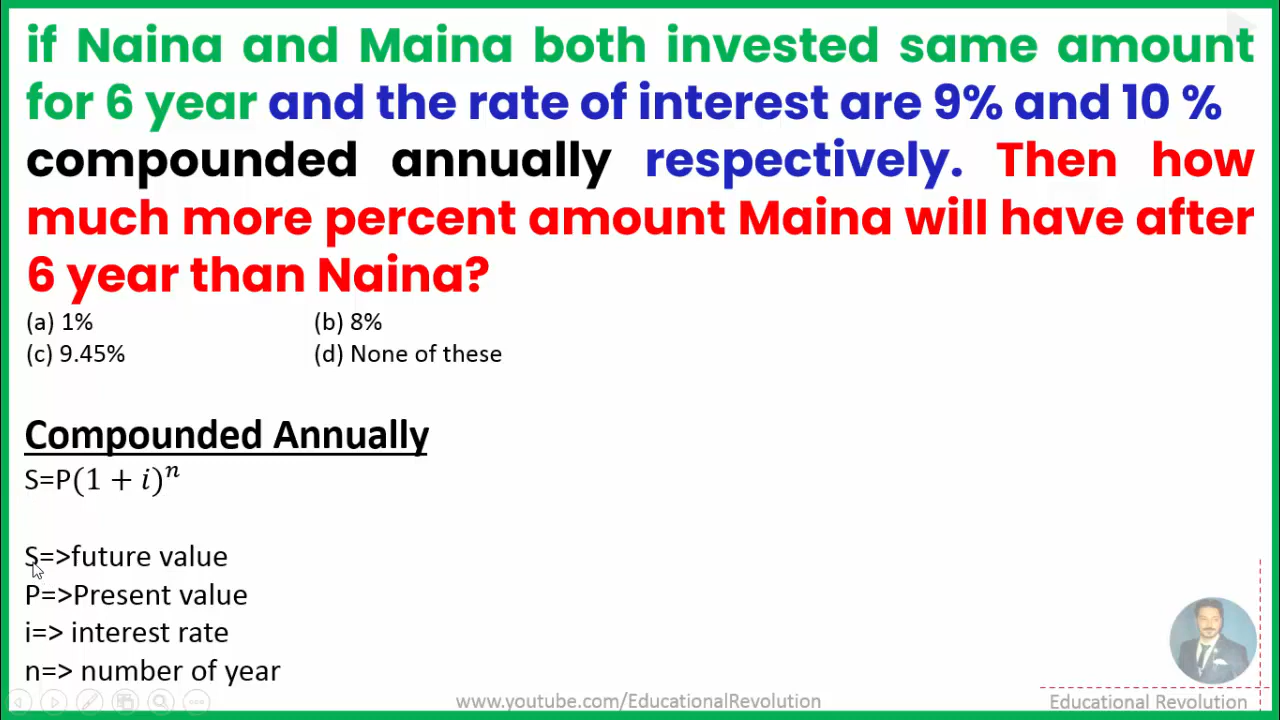 if Naina and Maina both invested same amount
for 6 year and the rate of interest are 9% and 10 %
compounded annually respectively. Then how
much more percent amount Maina will have after
6 year than Naina?
(a) 1% (b) 8%
(c) 9.45% (d) None of these
Compounded Annually
S=P(1 + i)ⁿ
S=>future value
P=>Present value
i=> interest rate
n=> number of year
www.youtube.com/EducationalRevolution
Educational Revolution